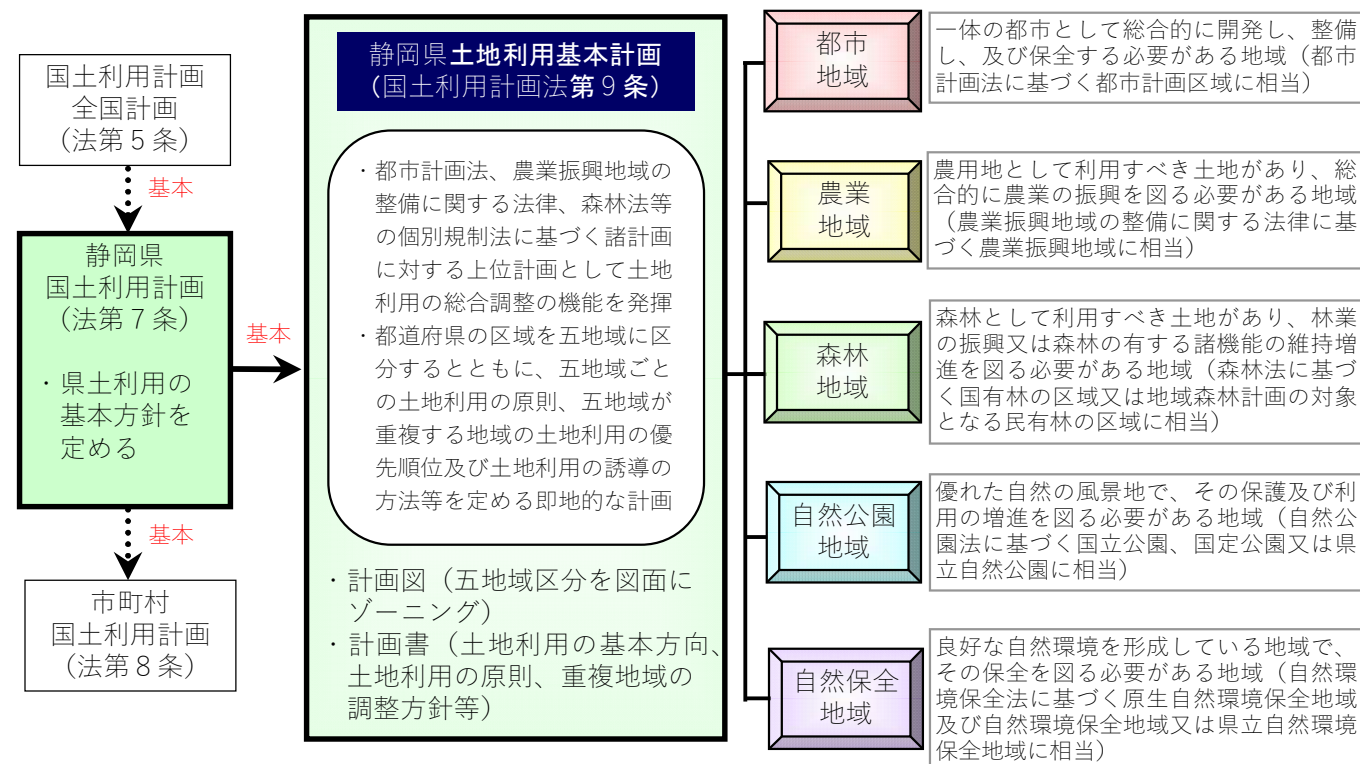 国土利用計画
全国計画
（法第５条）
基本
静岡県
国土利用計画
（法第７条）
・県土利用の
基本方針を
定める
基本
市町村
国土利用計画
（法第８条）
基本
静岡県土地利用基本計画
（国土利用計画法第９条）
・都市計画法、農業振興地域の
整備に関する法律、森林法等
の個別規制法に基づく諸計画
に対する上位計画として土地
利用の総合調整の機能を発揮
・都道府県の区域を五地域に区
分するとともに、五地域ごと
の土地利用の原則、五地域が
重複する地域の土地利用の優
先順位及び土地利用の誘導の
方法等を定める即地的な計画
・計画図（五地域区分を図面に
ゾーニング）
・計画書（土地利用の基本方向、
土地利用の原則、重複地域の
調整方針等）
都市
地域
一体の都市として総合的に開発し、整備
し、及び保全する必要がある地域（都市
計画法に基づく都市計画区域に相当）
農業
地域
農用地として利用すべき土地があり、総
合的に農業の振興を図る必要がある地域
（農業振興地域の整備に関する法律に基
づく農業振興地域に相当）
森林
地域
森林として利用すべき土地があり、林業
の振興又は森林の有する諸機能の維持増
進を図る必要がある地域（森林法に基づ
く国有林の区域又は地域森林計画の対象
となる民有林の区域に相当）
自然公園
地域
優れた自然の風景地で、その保護及び利
用の増進を図る必要がある地域（自然公
園法に基づく国立公園、国定公園又は県
立自然公園に相当）
自然保全
地域
良好な自然環境を形成している地域で、
その保全を図る必要がある地域（自然環
境保全法に基づく原生自然環境保全地域
及び自然環境保全地域又は県立自然環境
保全地域に相当）